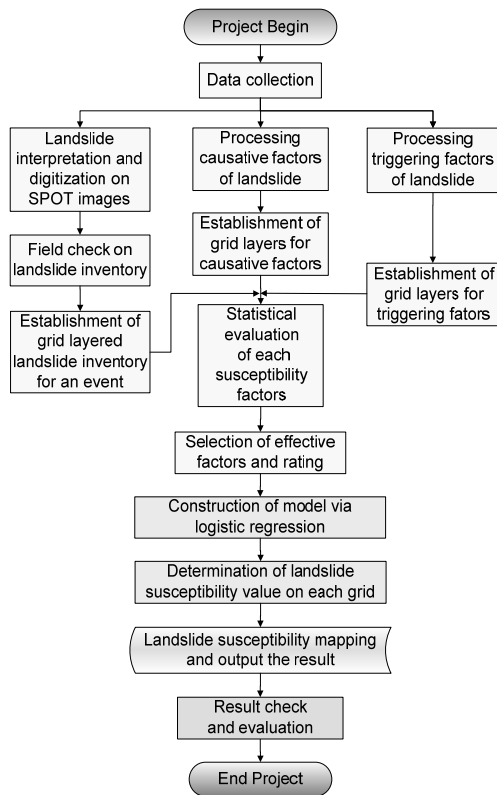 Project Begin
Data collection
Landslide
interpretation and
digitization on
SPOT images
Field check on
landslide inventory
Establishment of
grid layered
landslide inventory
for an event
Processing
causative factors
of landslide
Establishment of
grid layers for
causative factors
Processing
triggering factors
of landslide
Establishment of
grid layers for
triggering fators
Statistical
evaluation
of each
susceptibility
factors
Selection of effective
factors and rating
Construction of model via
logistic regression
Determination of landslide
susceptibility value on each grid
Landslide susceptibility mapping
and output the result
Result check
and evaluation
End Project